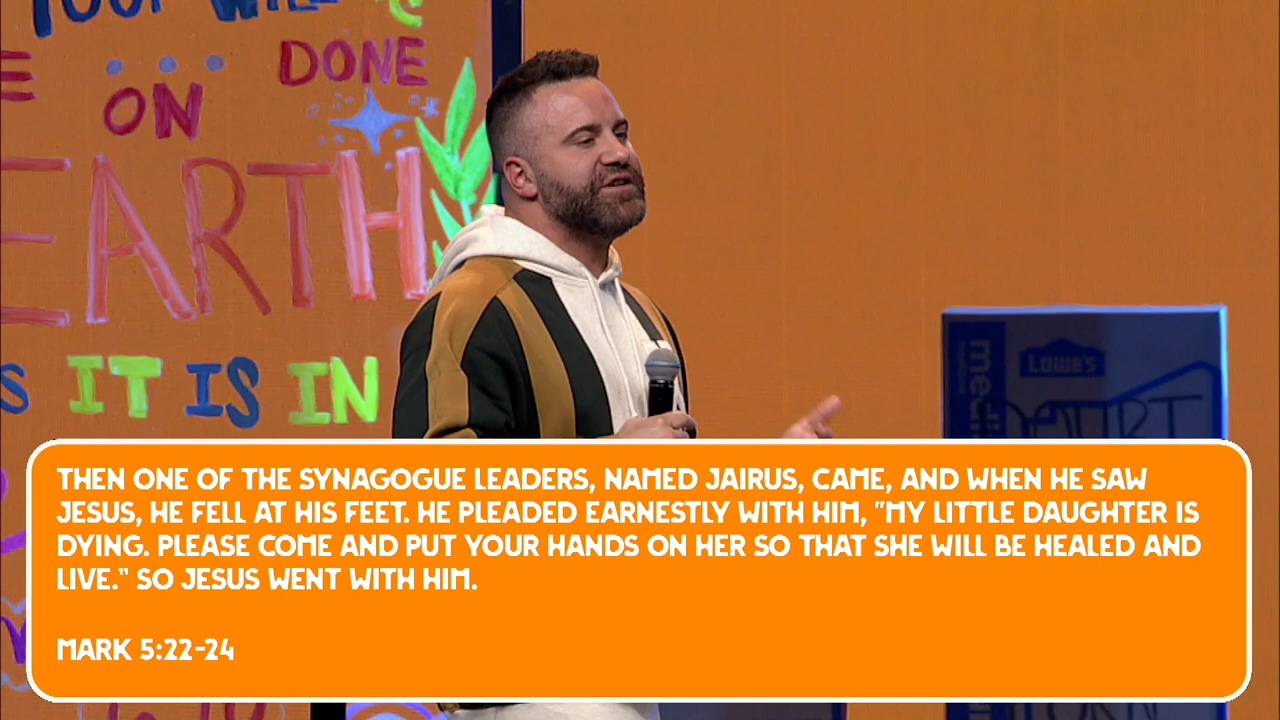 YOUR WILL
DONE
ON
EARTH
IT IS IN
LOWE'S
THEN ONE OF THE SYNAGOGUE LEADERS, NAMED JAIRUS, CAME, AND WHEN HE SAW
JESUS, HE FELL AT HIS FEET. HE PLEADED EARNESTLY WITH HIM, "MY LITTLE DAUGHTER IS
DYING. PLEASE COME AND PUT YOUR HANDS ON HER SO THAT SHE WILL BE HEALED AND
LIVE." SO JESUS WENT WITH HIM.
MARK 5:22-24